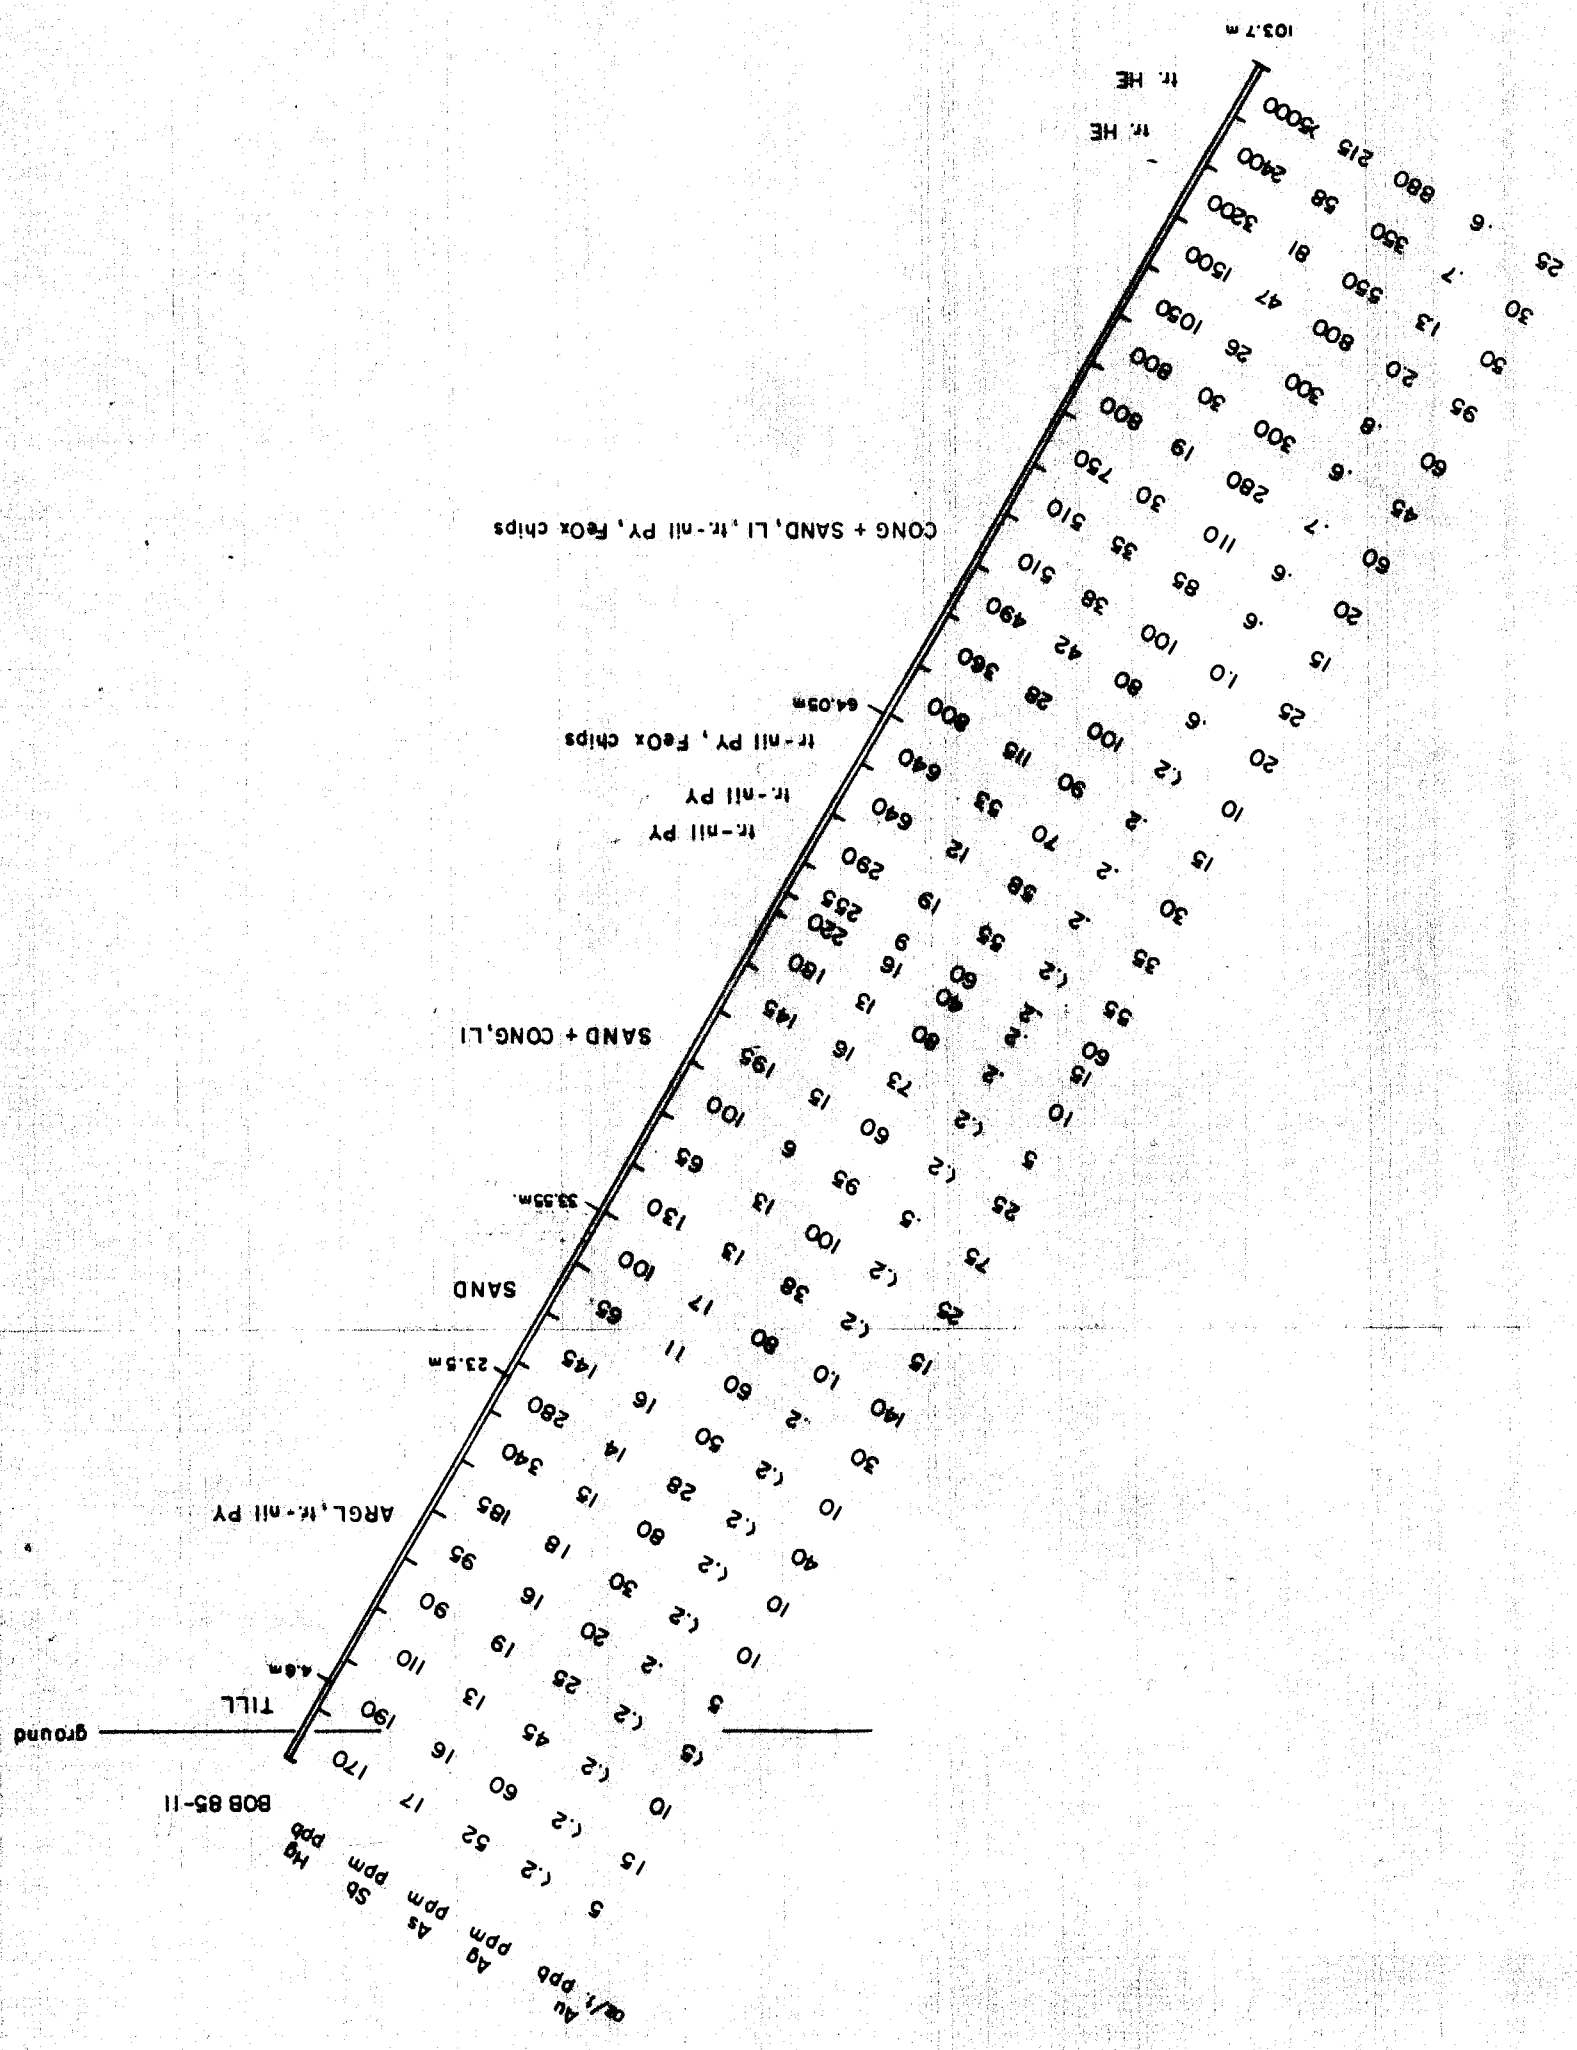 Au
oz/t. ppb
Ag
ppm
As
ppm
Sb
ppm
Hg
ppb
BOB 85-11
ground
5 (.2 52 17 170
15 (.2 60 16 190
TILL
4.6m
10 (.2 45 13 110
(5 (.2 25 19 90
5 .2 20 16 95
10 (.2 30 18 185
ARGL, tr.-nil PY
10 (.2 80 15 340
40 (.2 28 14 280
23.5 m
10 (.2 50 16 145
30 .2 60 11 65
SAND
140 1.0 80 17 100
15 (.2 38 13 130
33.55m.
25 (.2 100 13 65
75 .5 95 6 100
25 (.2 60 15 195
5 (.2 73 16 145
SAND + CONG, LI
10 .2 80 13 180
15 .2 40 16 220
60 .2 60 9 255
55 (.2 55 19 290
tr.-nil PY
35 .2 58 12 640
tr.-nil PY
30 .2 70 53 640
tr-nil PY, FeOx chips
15 .2 90 115 800
64.05m
10 (.2 100 28 360
20 .6 80 42 490
25 1.0 100 38 510
15 .6 85 35 510
CONG + SAND, LI, tr.-nil PY, FeOx chips
20 .6 110 30 750
60 .7 280 19 800
45 .6 300 30 800
60 .8 300 26 1050
95 2.0 800 47 1500
50 1.3 550 81 3200
30 .7 350 58 2400
tr. HE
25 .6 880 215 >5000
tr. HE
103.7 m